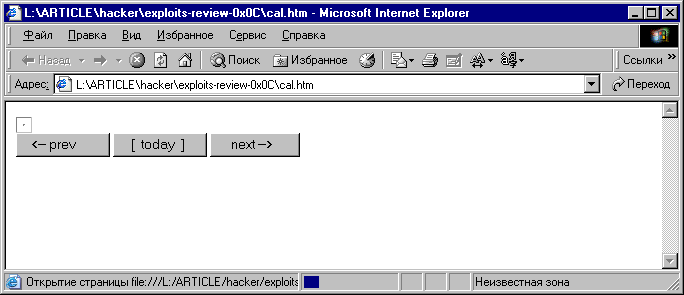 L:\ARTICLE\hacker\exploits-review-0x0C\cal.htm - Microsoft Internet Explorer
Файл Правка Вид Избранное Сервис Справка
Назад Поиск Избранное Ссылки »
Адрес: L:\ARTICLE\hacker\exploits-review-0x0C\cal.htm Переход
<-- prev [ today ] next -->
Открытие страницы file:///L:/ARTICLE/hacker/exploits Неизвестная зона